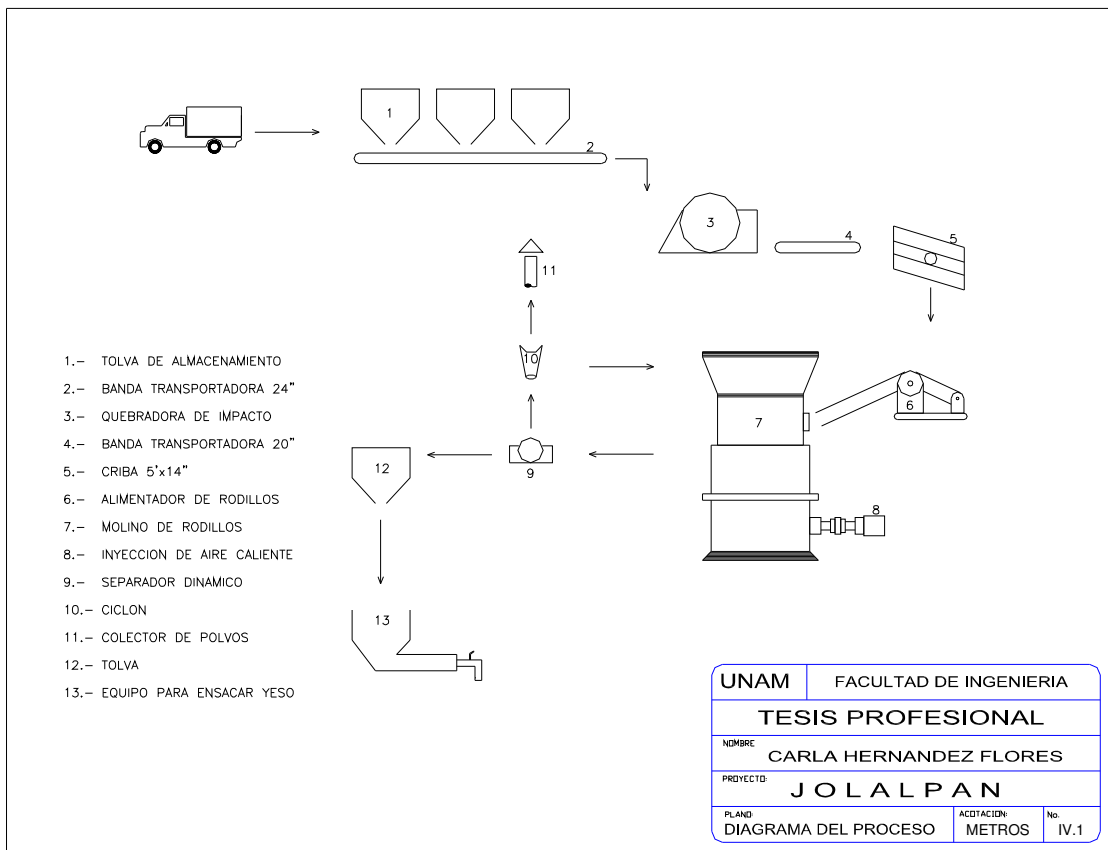 1
2
3
4
5
11
10
6
7
12
9
8
13
1.- TOLVA DE ALMACENAMIENTO
2.- BANDA TRANSPORTADORA 24"
3.- QUEBRADORA DE IMPACTO
4.- BANDA TRANSPORTADORA 20"
5.- CRIBA 5'x14"
6.- ALIMENTADOR DE RODILLOS
7.- MOLINO DE RODILLOS
8.- INYECCION DE AIRE CALIENTE
9.- SEPARADOR DINAMICO
10.- CICLON
11.- COLECTOR DE POLVOS
12.- TOLVA
13.- EQUIPO PARA ENSACAR YESO
UNAM FACULTAD DE INGENIERIA
TESIS PROFESIONAL
NOMBRE
CARLA HERNANDEZ FLORES
PROYECTO:
J O L A L P A N
PLANO: ACOTACION: No.
DIAGRAMA DEL PROCESO METROS IV.1